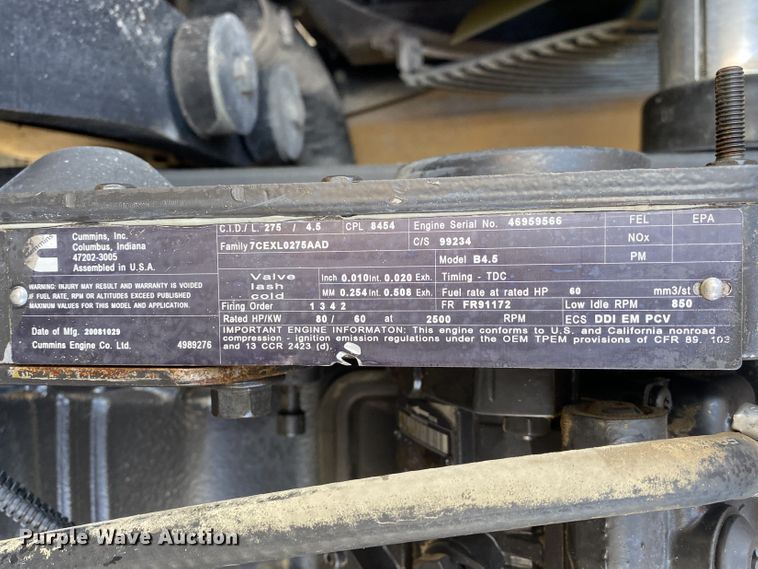 Cummins
Cummins, Inc.
Columbus, Indiana
47202-3005
Assembled in U.S.A.
WARNING: INJURY MAY RESULT AND WARRANTY IS VOIDED
IF FUEL RATE, RPM OR ALTITUDES EXCEED PUBLISHED
MAXIMUM VALUES FOR THIS MODEL AND APPLICATION.
Date of Mfg. 20081029
Cummins Engine Co. Ltd. 4989276
C.I.D./L. 275 / 4.5 CPL 8454 Engine Serial No. 46959566 FEL EPA
Family 7CEXL0275AAD C/S 99234 NOx
Model B4.5 PM
Valve lash cold Inch 0.010 Int. 0.020 Exh. Timing - TDC
MM 0.254 Int. 0.508 Exh. Fuel rate at rated HP 60 mm3/st
Firing Order 1 3 4 2 FR FR91172 Low Idle RPM 850
Rated HP/KW 80 / 60 at 2500 RPM ECS DDI EM PCV
IMPORTANT ENGINE INFORMATON: This engine conforms to U.S. and California nonroad
compression - ignition emission regulations under the OEM TPEM provisions of CFR 89. 103
and 13 CCR 2423 (d).
Purple Wave Auction